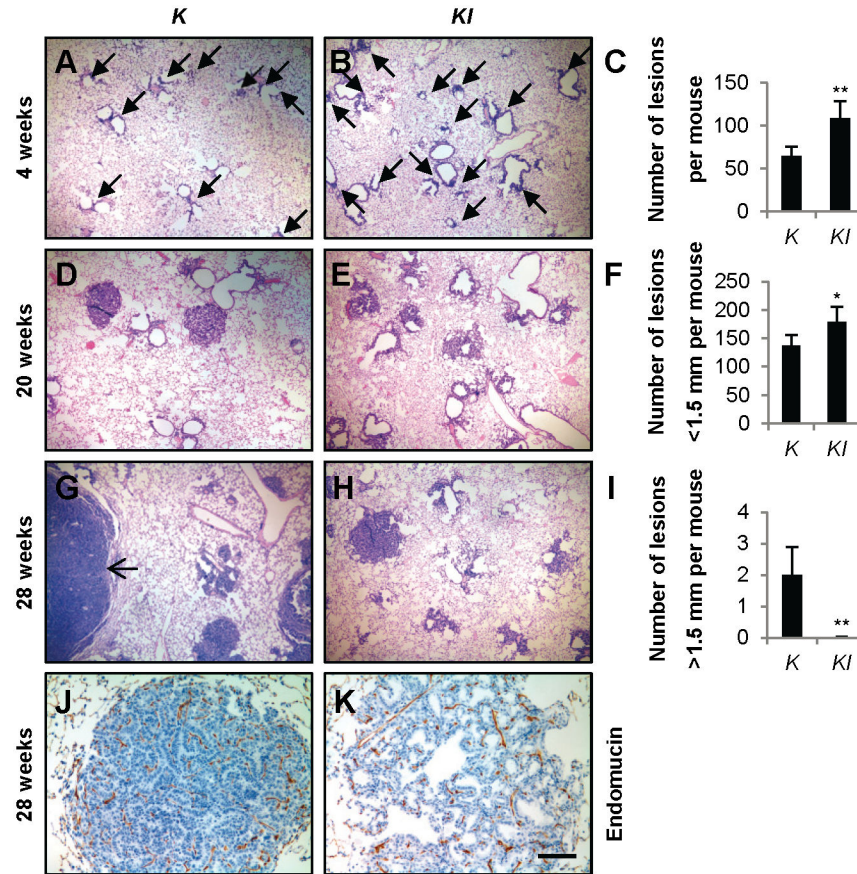 K
KI
4 weeks
A
B
C
Number of lesions
per mouse
150
100
50
0
**
K
KI
20 weeks
D
E
F
Number of lesions
<1.5 mm per mouse
250
200
150
100
50
0
*
K
KI
28 weeks
G
H
I
Number of lesions
>1.5 mm per mouse
4
3
2
1
0
**
K
KI
28 weeks
J
K
Endomucin